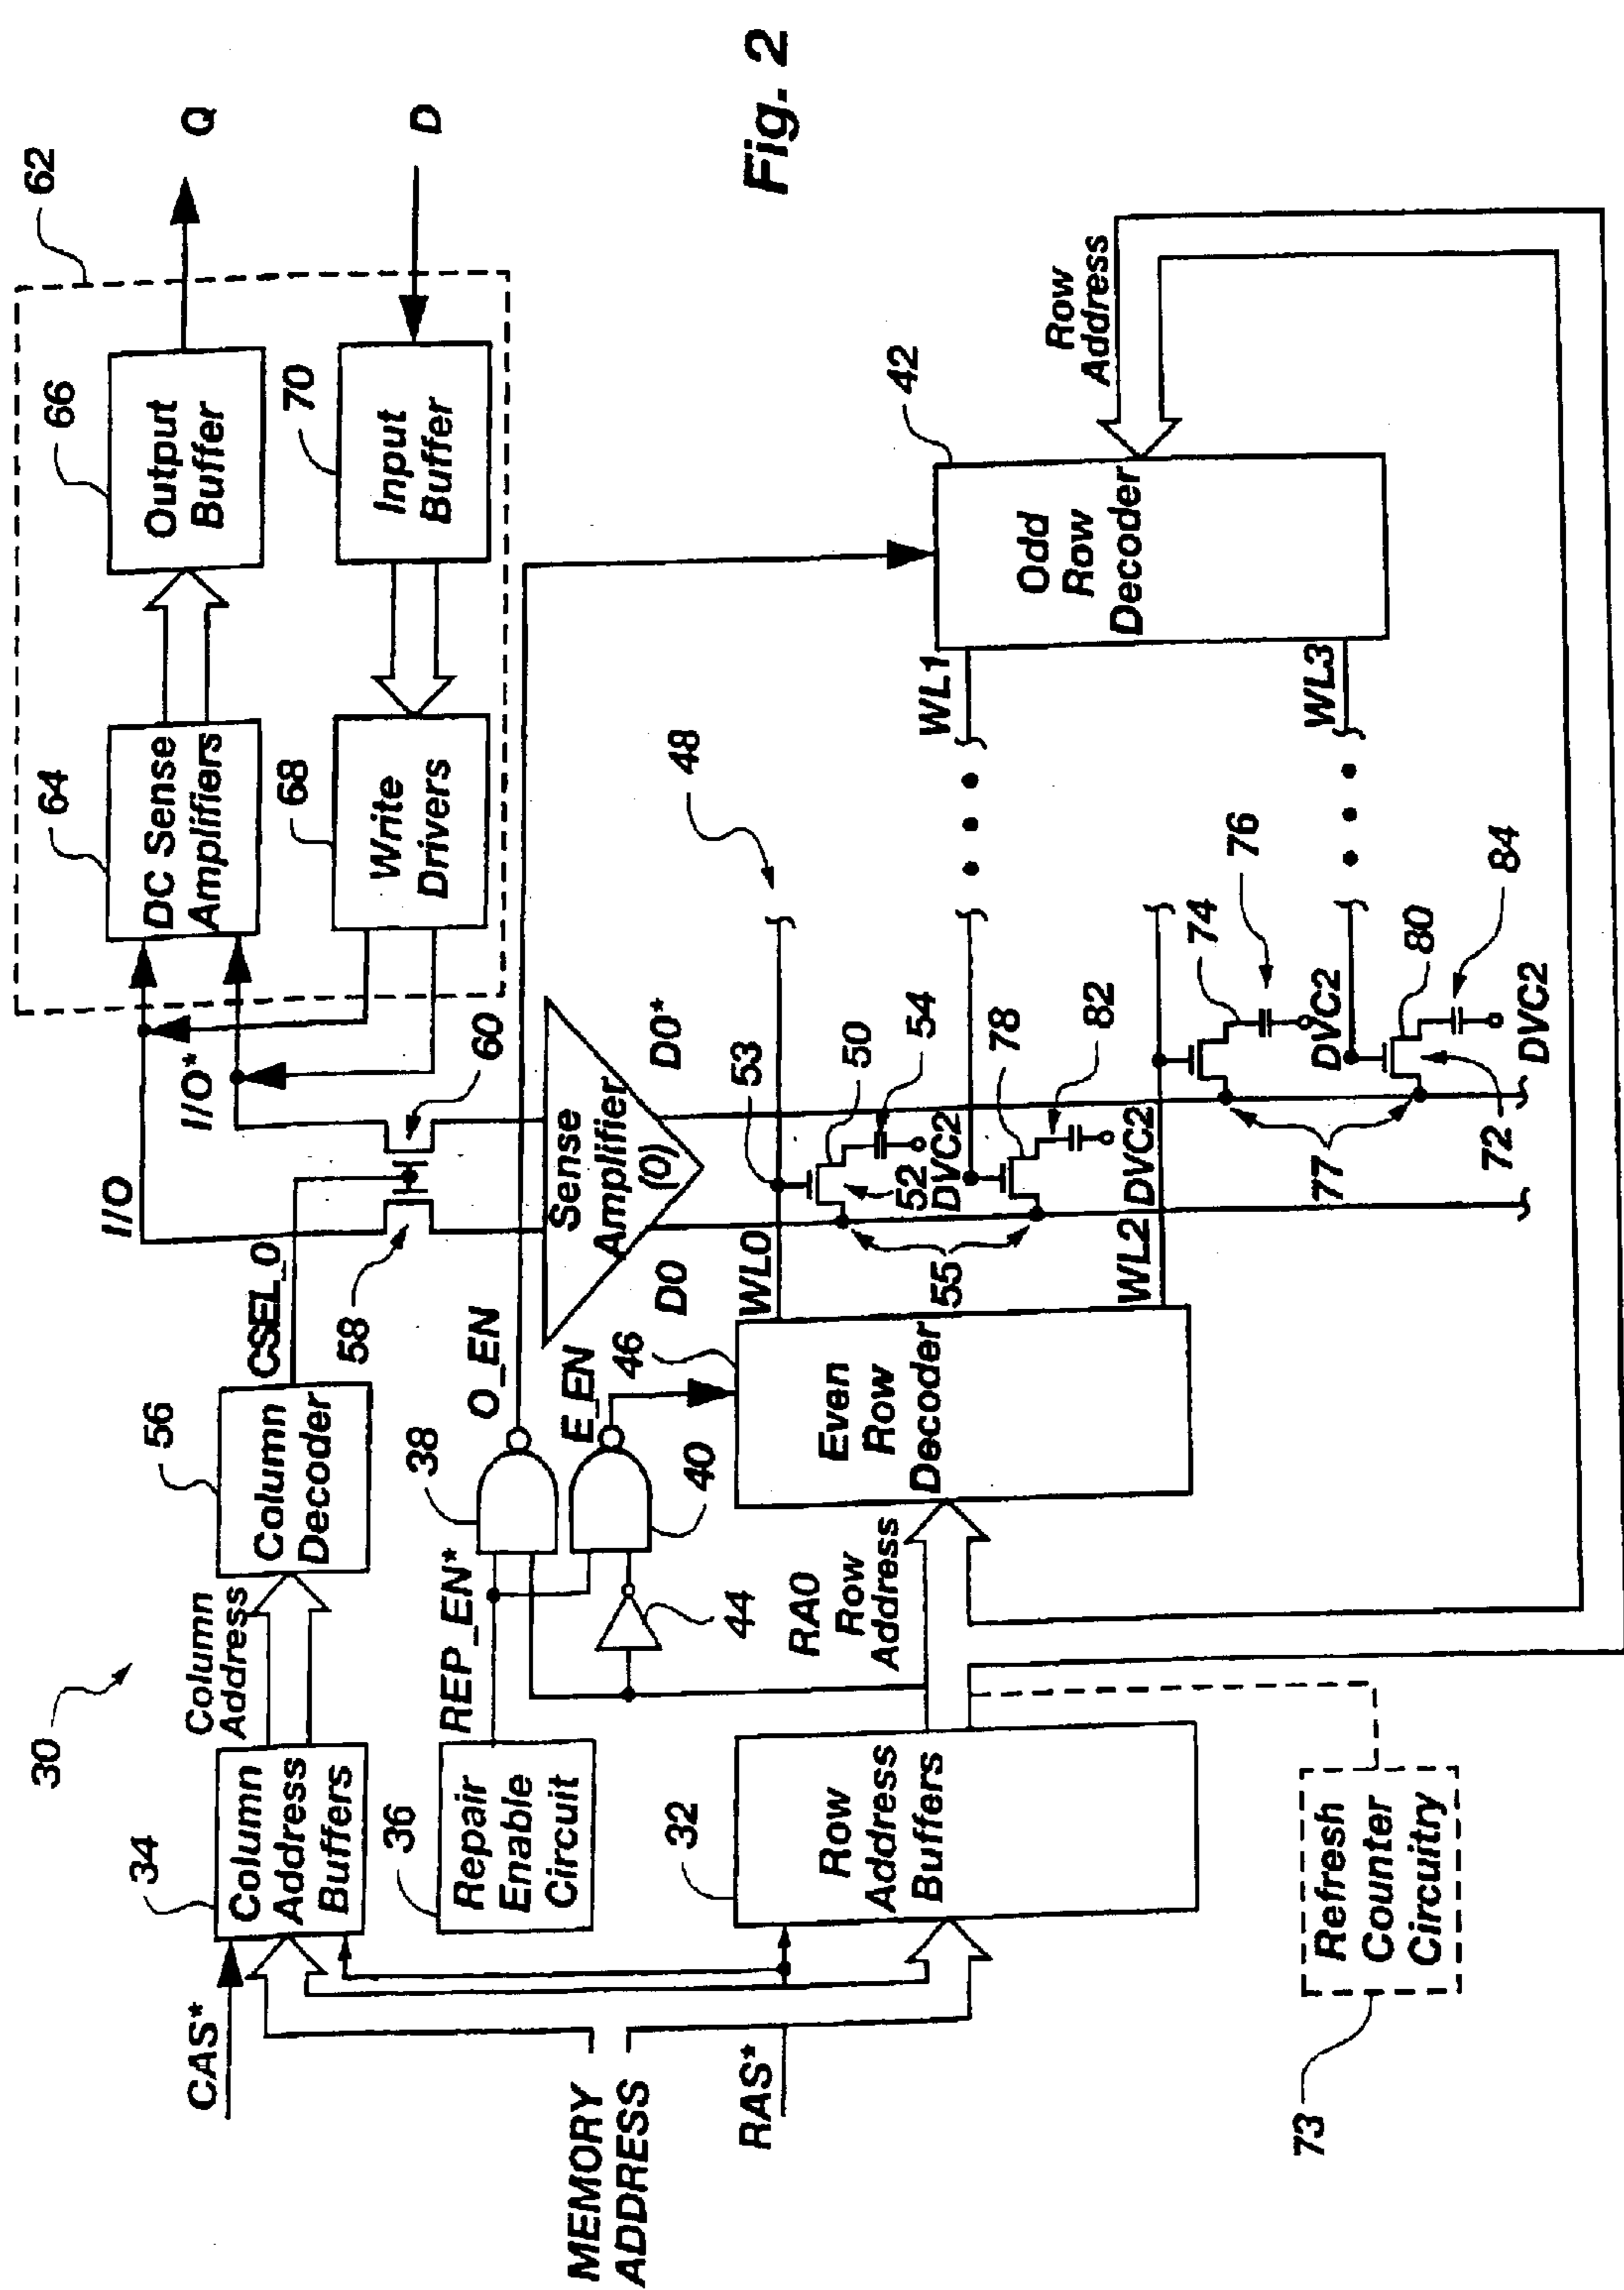 30
34
Column
Address
Buffers
CAS*
Column
Address
56
Column
Decoder
CSEL_0
I/O
I/O*
58
60
62
64
DC Sense
Amplifiers
66
Output
Buffer
Q
68
Write
Drivers
70
Input
Buffer
D
36
Repair
Enable
Circuit
REP_EN*
38
O_EN
E_EN
40
44
46
Sense
Amplifier
(0)
D0
D0*
MEMORY
ADDRESS
RAS*
32
Row
Address
Buffers
RA0
Row
Address
Even
Row
Decoder
WL0
WL2
48
53
50
52
54
DVC2
55
78
82
DVC2
74
76
DVC2
77
80
84
72
DVC2
WL1
WL3
42
Odd
Row
Decoder
Row
Address
73
Refresh
Counter
Circuitry
Fig. 2